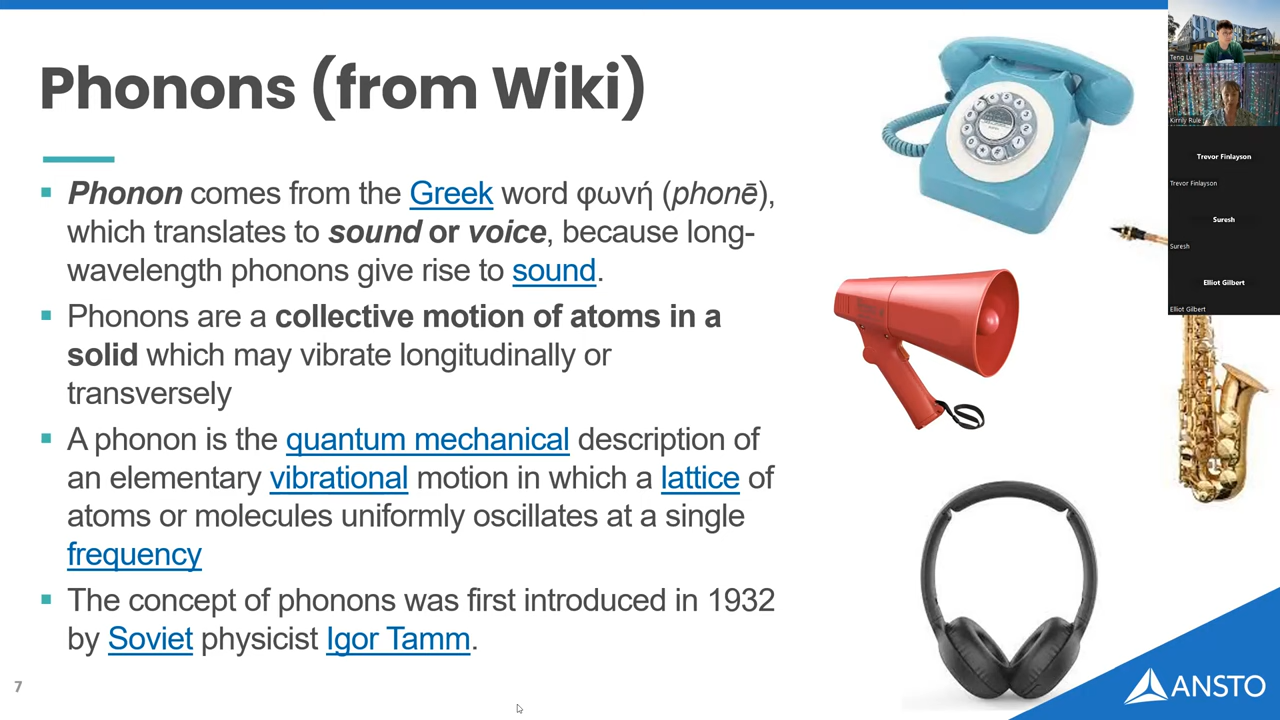 Phonons (from Wiki)
▪ Phonon comes from the Greek word φωνή (phonē),
which translates to sound or voice, because long-
wavelength phonons give rise to sound.
▪ Phonons are a collective motion of atoms in a
solid which may vibrate longitudinally or
transversely
▪ A phonon is the quantum mechanical description of
an elementary vibrational motion in which a lattice of
atoms or molecules uniformly oscillates at a single
frequency
▪ The concept of phonons was first introduced in 1932
by Soviet physicist Igor Tamm.
7
ANSTO
Teng Lu
Kirrily Rule
Trevor Finlayson
Trevor Finlayson
Suresh
Suresh
Elliot Gilbert
Elliot Gilbert